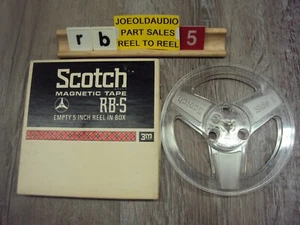 r b
JOEOLDAUDIO
PART SALES
REEL TO REEL
5
Scotch
MAGNETIC TAPE
RB-5
EMPTY 5 INCH REEL IN BOX
3m